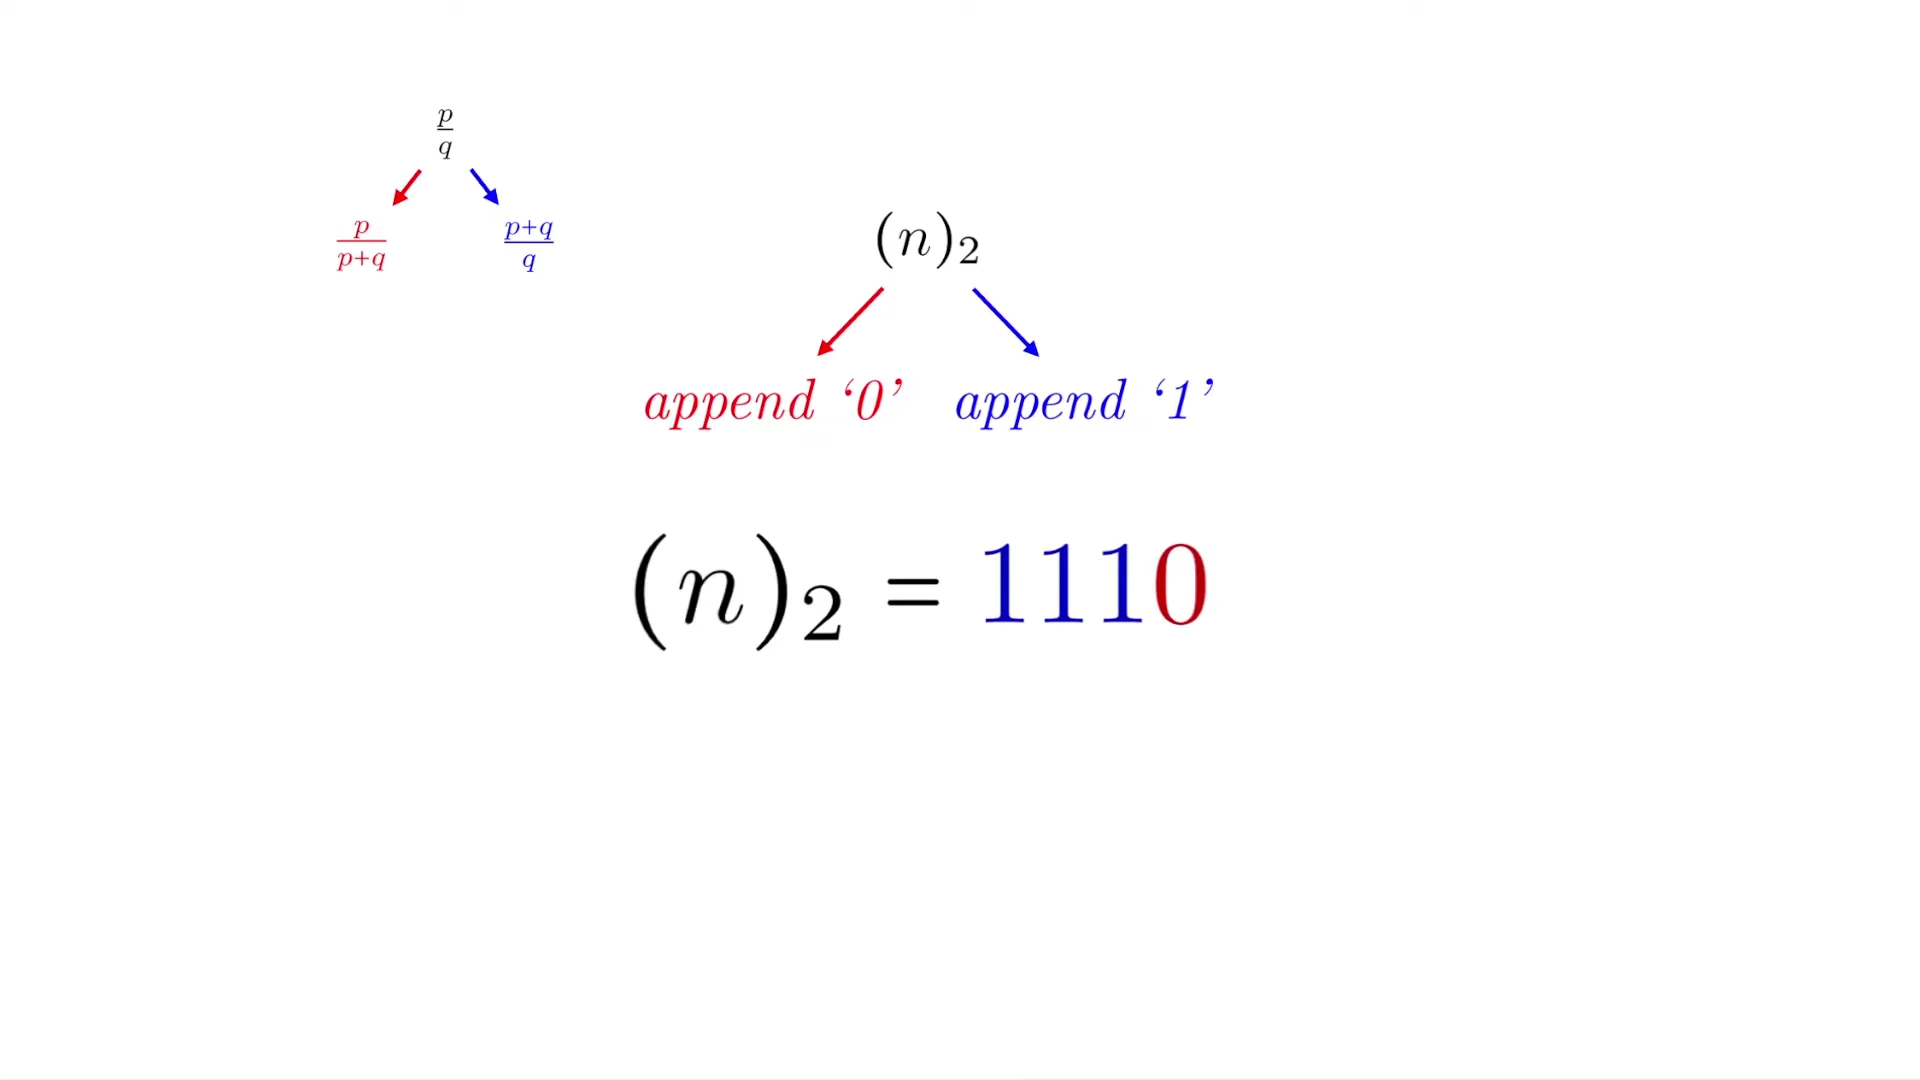 p
q
p
p+q
p+q
q
(n)₂
append ‘0’ append ‘1’
(n)₂ = 1110